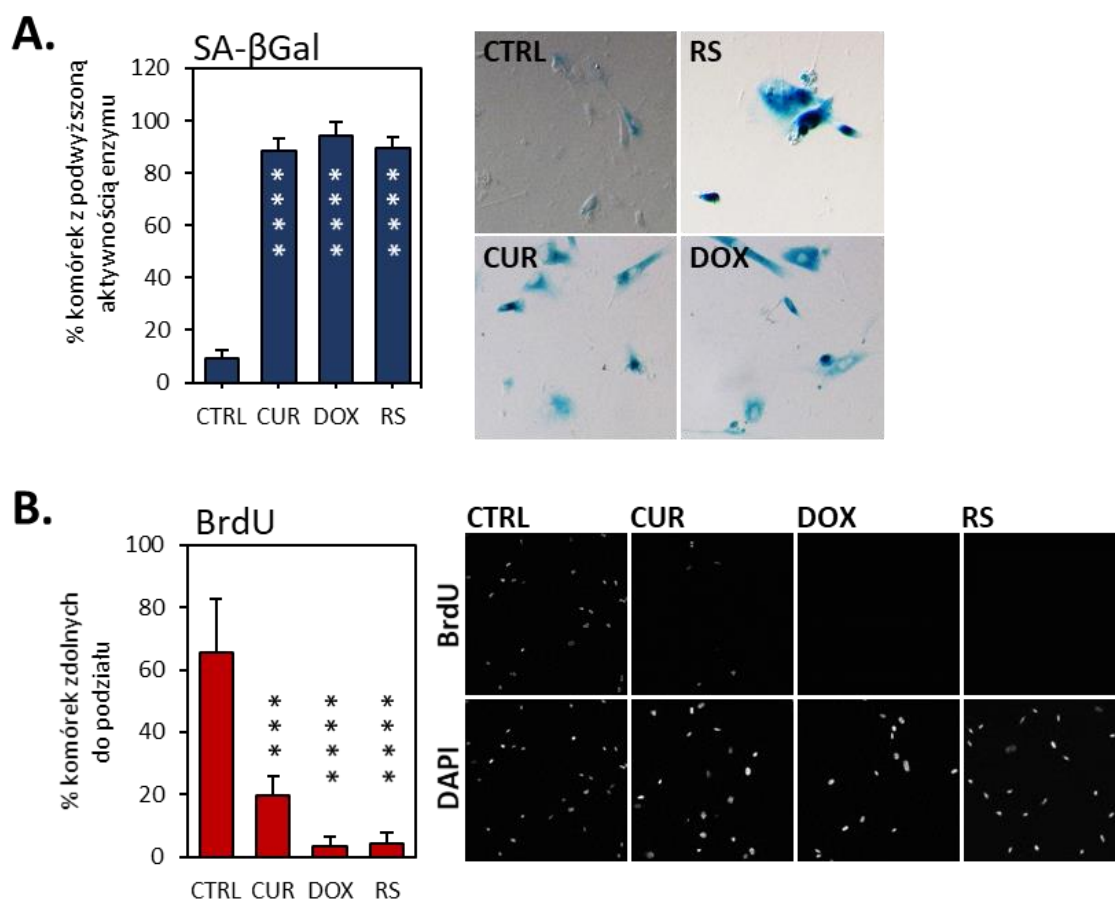 A.
SA-βGal
% komórek z podwyższoną
aktywnością enzymu
120
100
80
60
40
20
0
****
****
****
CTRL CUR DOX RS
CTRL
RS
CUR
DOX
B.
BrdU
% komórek zdolnych
do podziału
100
80
60
40
20
0
***
****
****
CTRL CUR DOX RS
CTRL CUR DOX RS
BrdU
DAPI